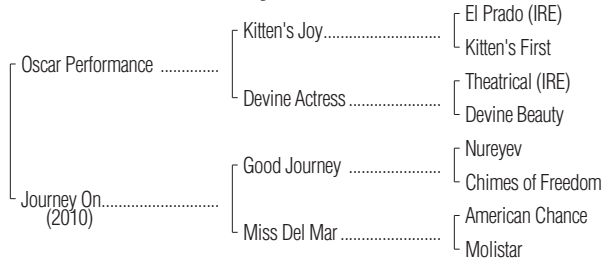 El Prado (IRE)
Kitten's Joy........................
Kitten's First
Oscar Performance ..............
Theatrical (IRE)
Devine Actress ......................
Devine Beauty
Nureyev
Good Journey ......................
Chimes of Freedom
Journey On............................
(2010)
American Chance
Miss Del Mar ........................
Molistar